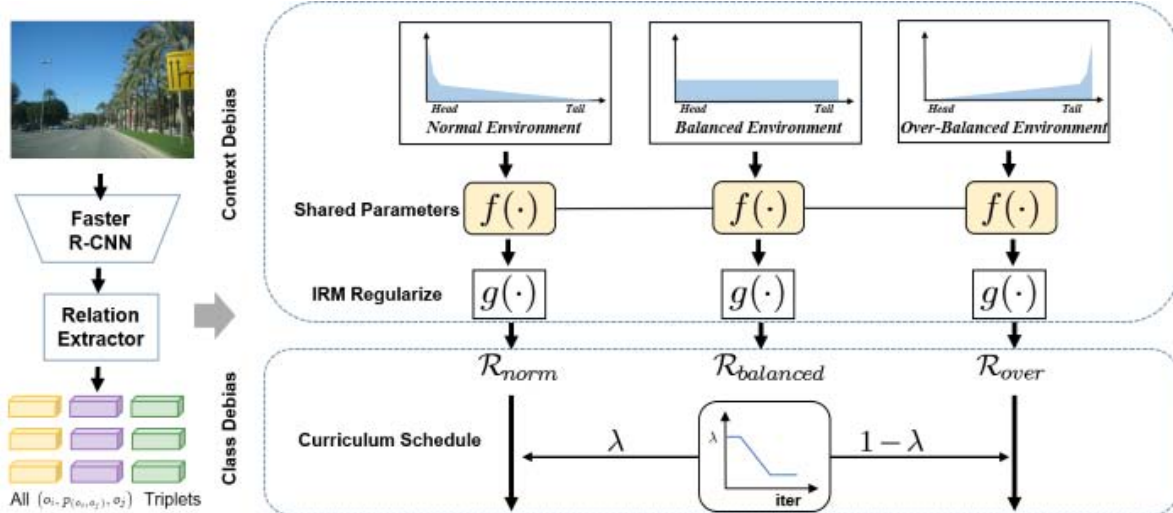 Faster
R-CNN
Relation
Extractor
All (o_i, p_{(o_i,o_j)}, o_j) Triplets
Context Debias
Head Tail
Normal Environment
Head Tail
Balanced Environment
Head Tail
Over-Balanced Environment
Shared Parameters f(·) f(·) f(·)
IRM Regularize g(·) g(·) g(·)
Class Debias
R_norm R_balanced R_over
Curriculum Schedule λ λ 1 − λ
iter